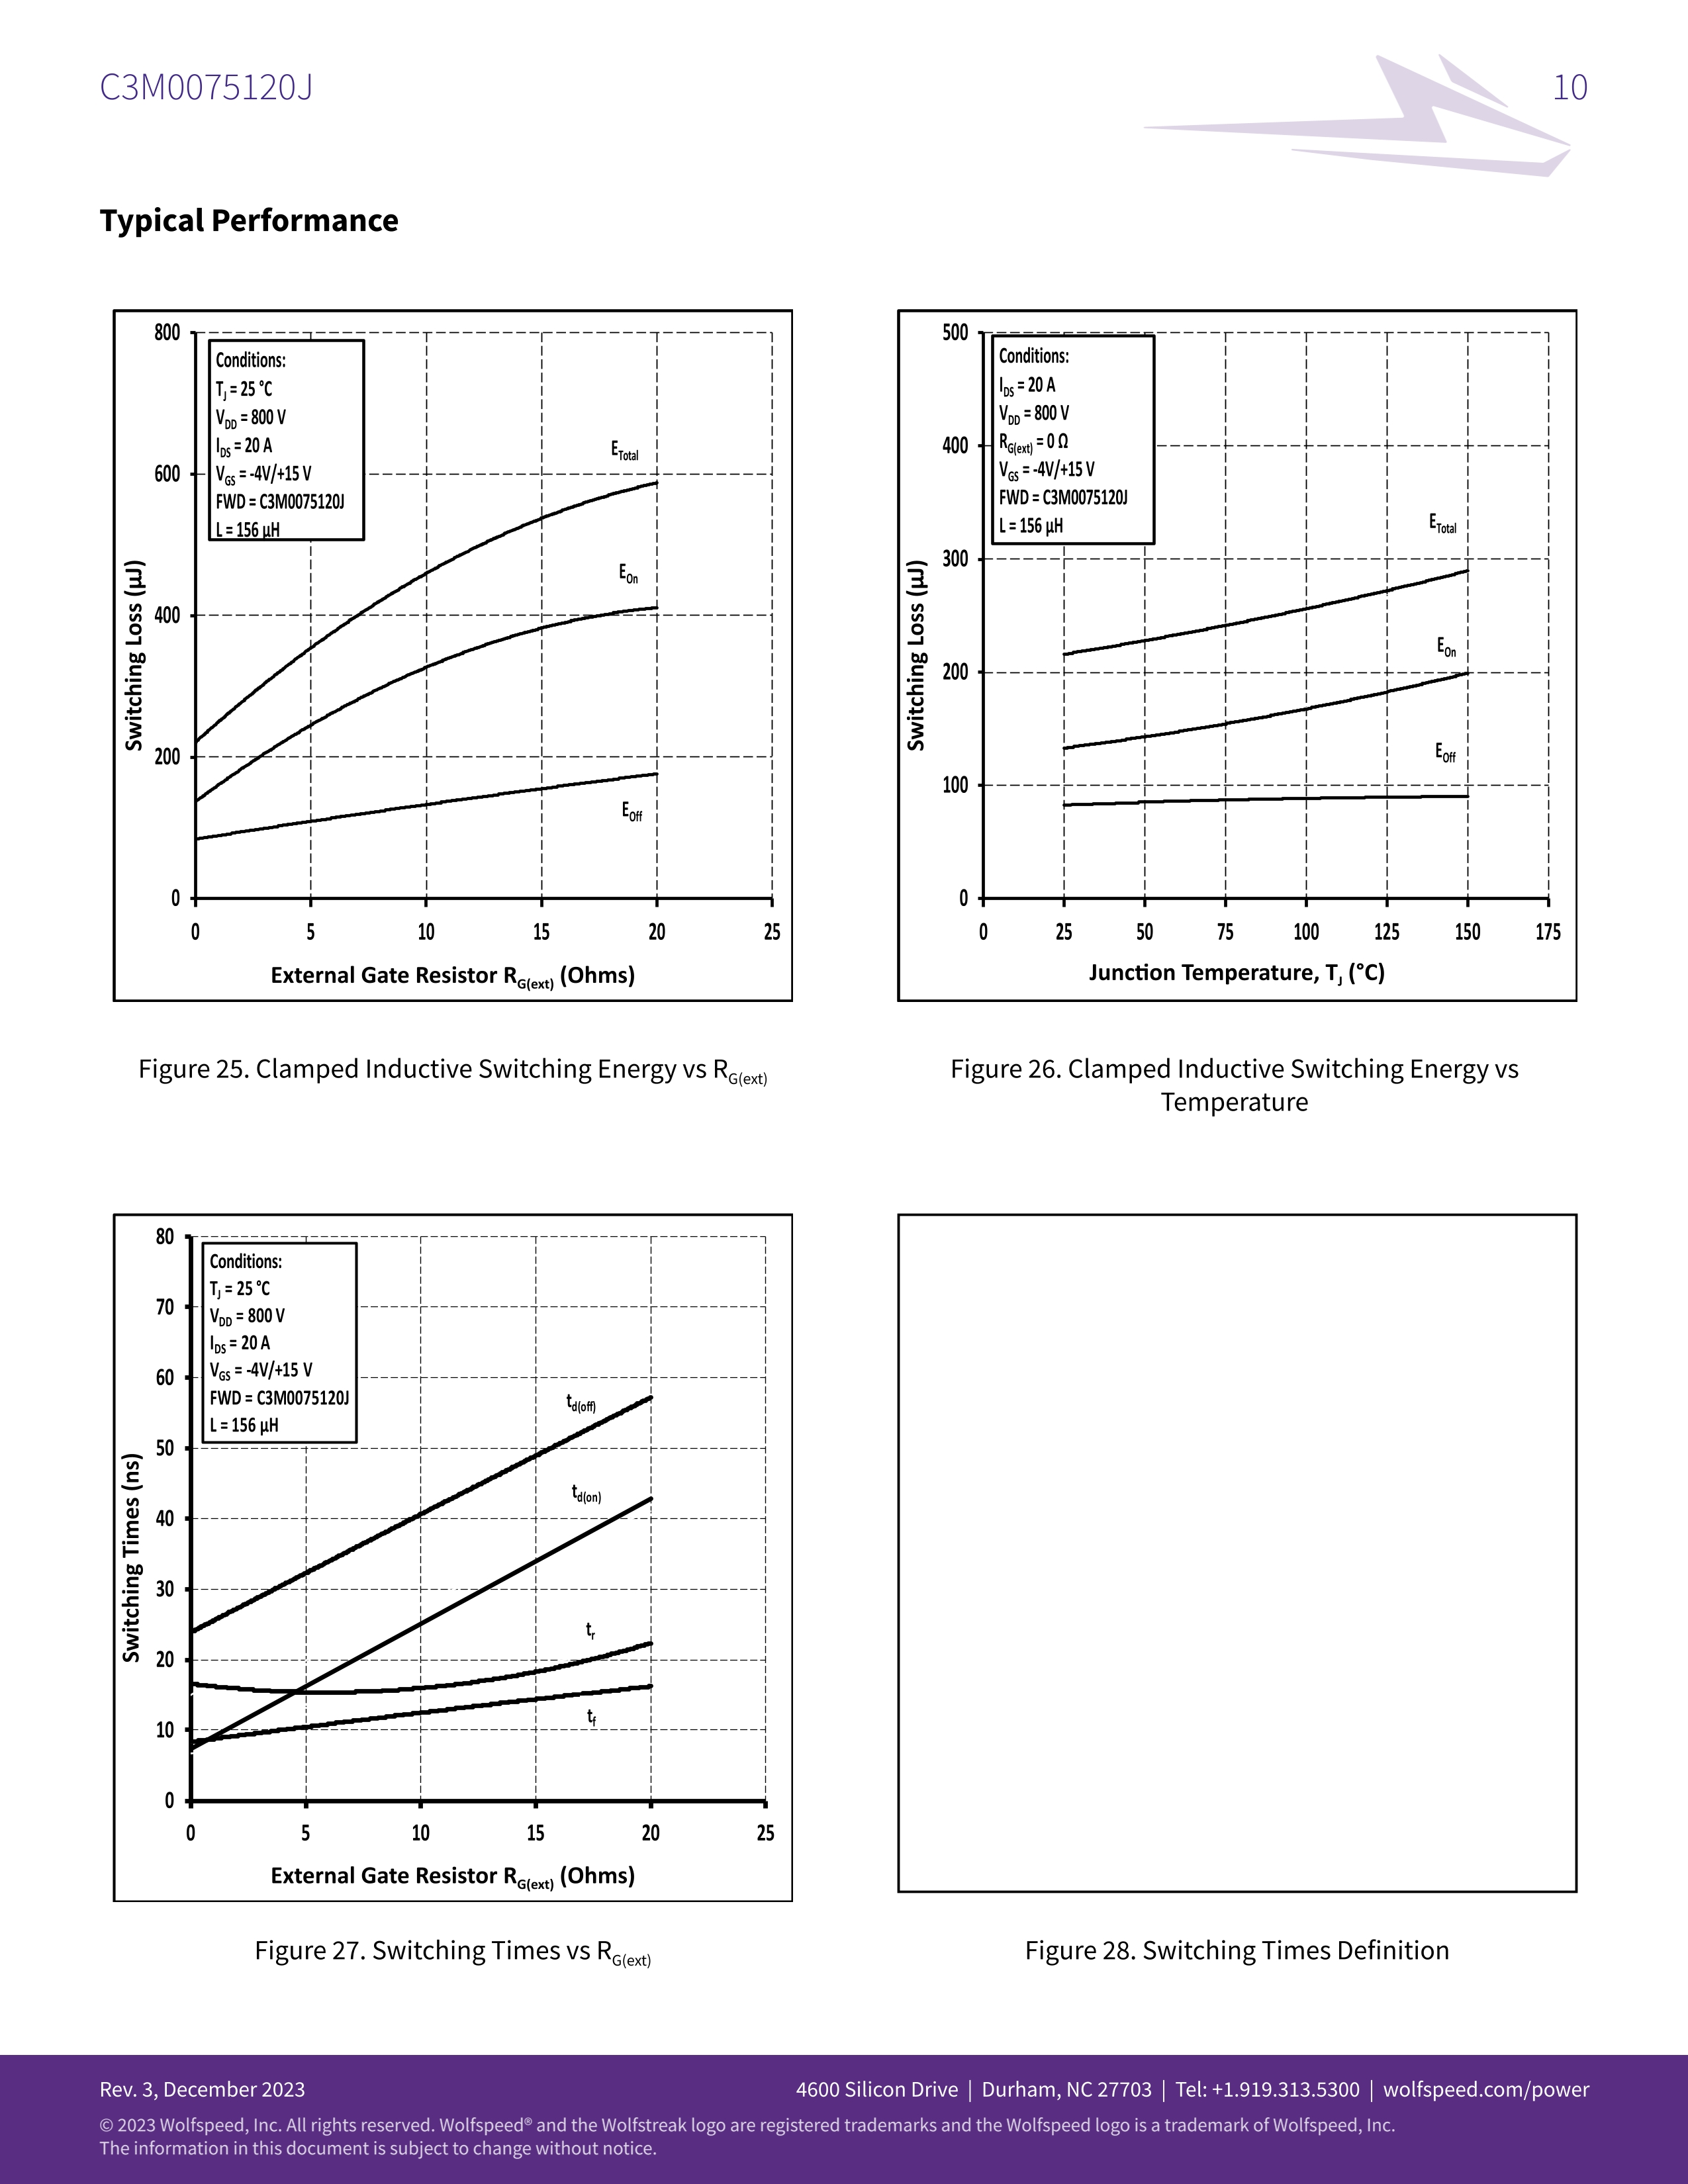 C3M0075120J
10
Typical Performance
800
600
400
200
0
0 5 10 15 20 25
Switching Loss (µJ)
External Gate Resistor RG(ext) (Ohms)
Conditions:
TJ = 25 °C
VDD = 800 V
IDS = 20 A
VGS = -4V/+15 V
FWD = C3M0075120J
L = 156 µH
ETotal
EOn
EOff
Figure 25. Clamped Inductive Switching Energy vs RG(ext)
500
400
300
200
100
0
0 25 50 75 100 125 150 175
Switching Loss (µJ)
Junction Temperature, TJ (°C)
Conditions:
IDS = 20 A
VDD = 800 V
RG(ext) = 0 Ω
VGS = -4V/+15 V
FWD = C3M0075120J
L = 156 µH
ETotal
EOn
EOff
Figure 26. Clamped Inductive Switching Energy vs
Temperature
80
70
60
50
40
30
20
10
0
0 5 10 15 20 25
Switching Times (ns)
External Gate Resistor RG(ext) (Ohms)
Conditions:
TJ = 25 °C
VDD = 800 V
IDS = 20 A
VGS = -4V/+15 V
FWD = C3M0075120J
L = 156 µH
td(off)
td(on)
tr
tf
Figure 27. Switching Times vs RG(ext)
Figure 28. Switching Times Definition
Rev. 3, December 2023
4600 Silicon Drive | Durham, NC 27703 | Tel: +1.919.313.5300 | wolfspeed.com/power
© 2023 Wolfspeed, Inc. All rights reserved. Wolfspeed® and the Wolfstreak logo are registered trademarks and the Wolfspeed logo is a trademark of Wolfspeed, Inc.
The information in this document is subject to change without notice.